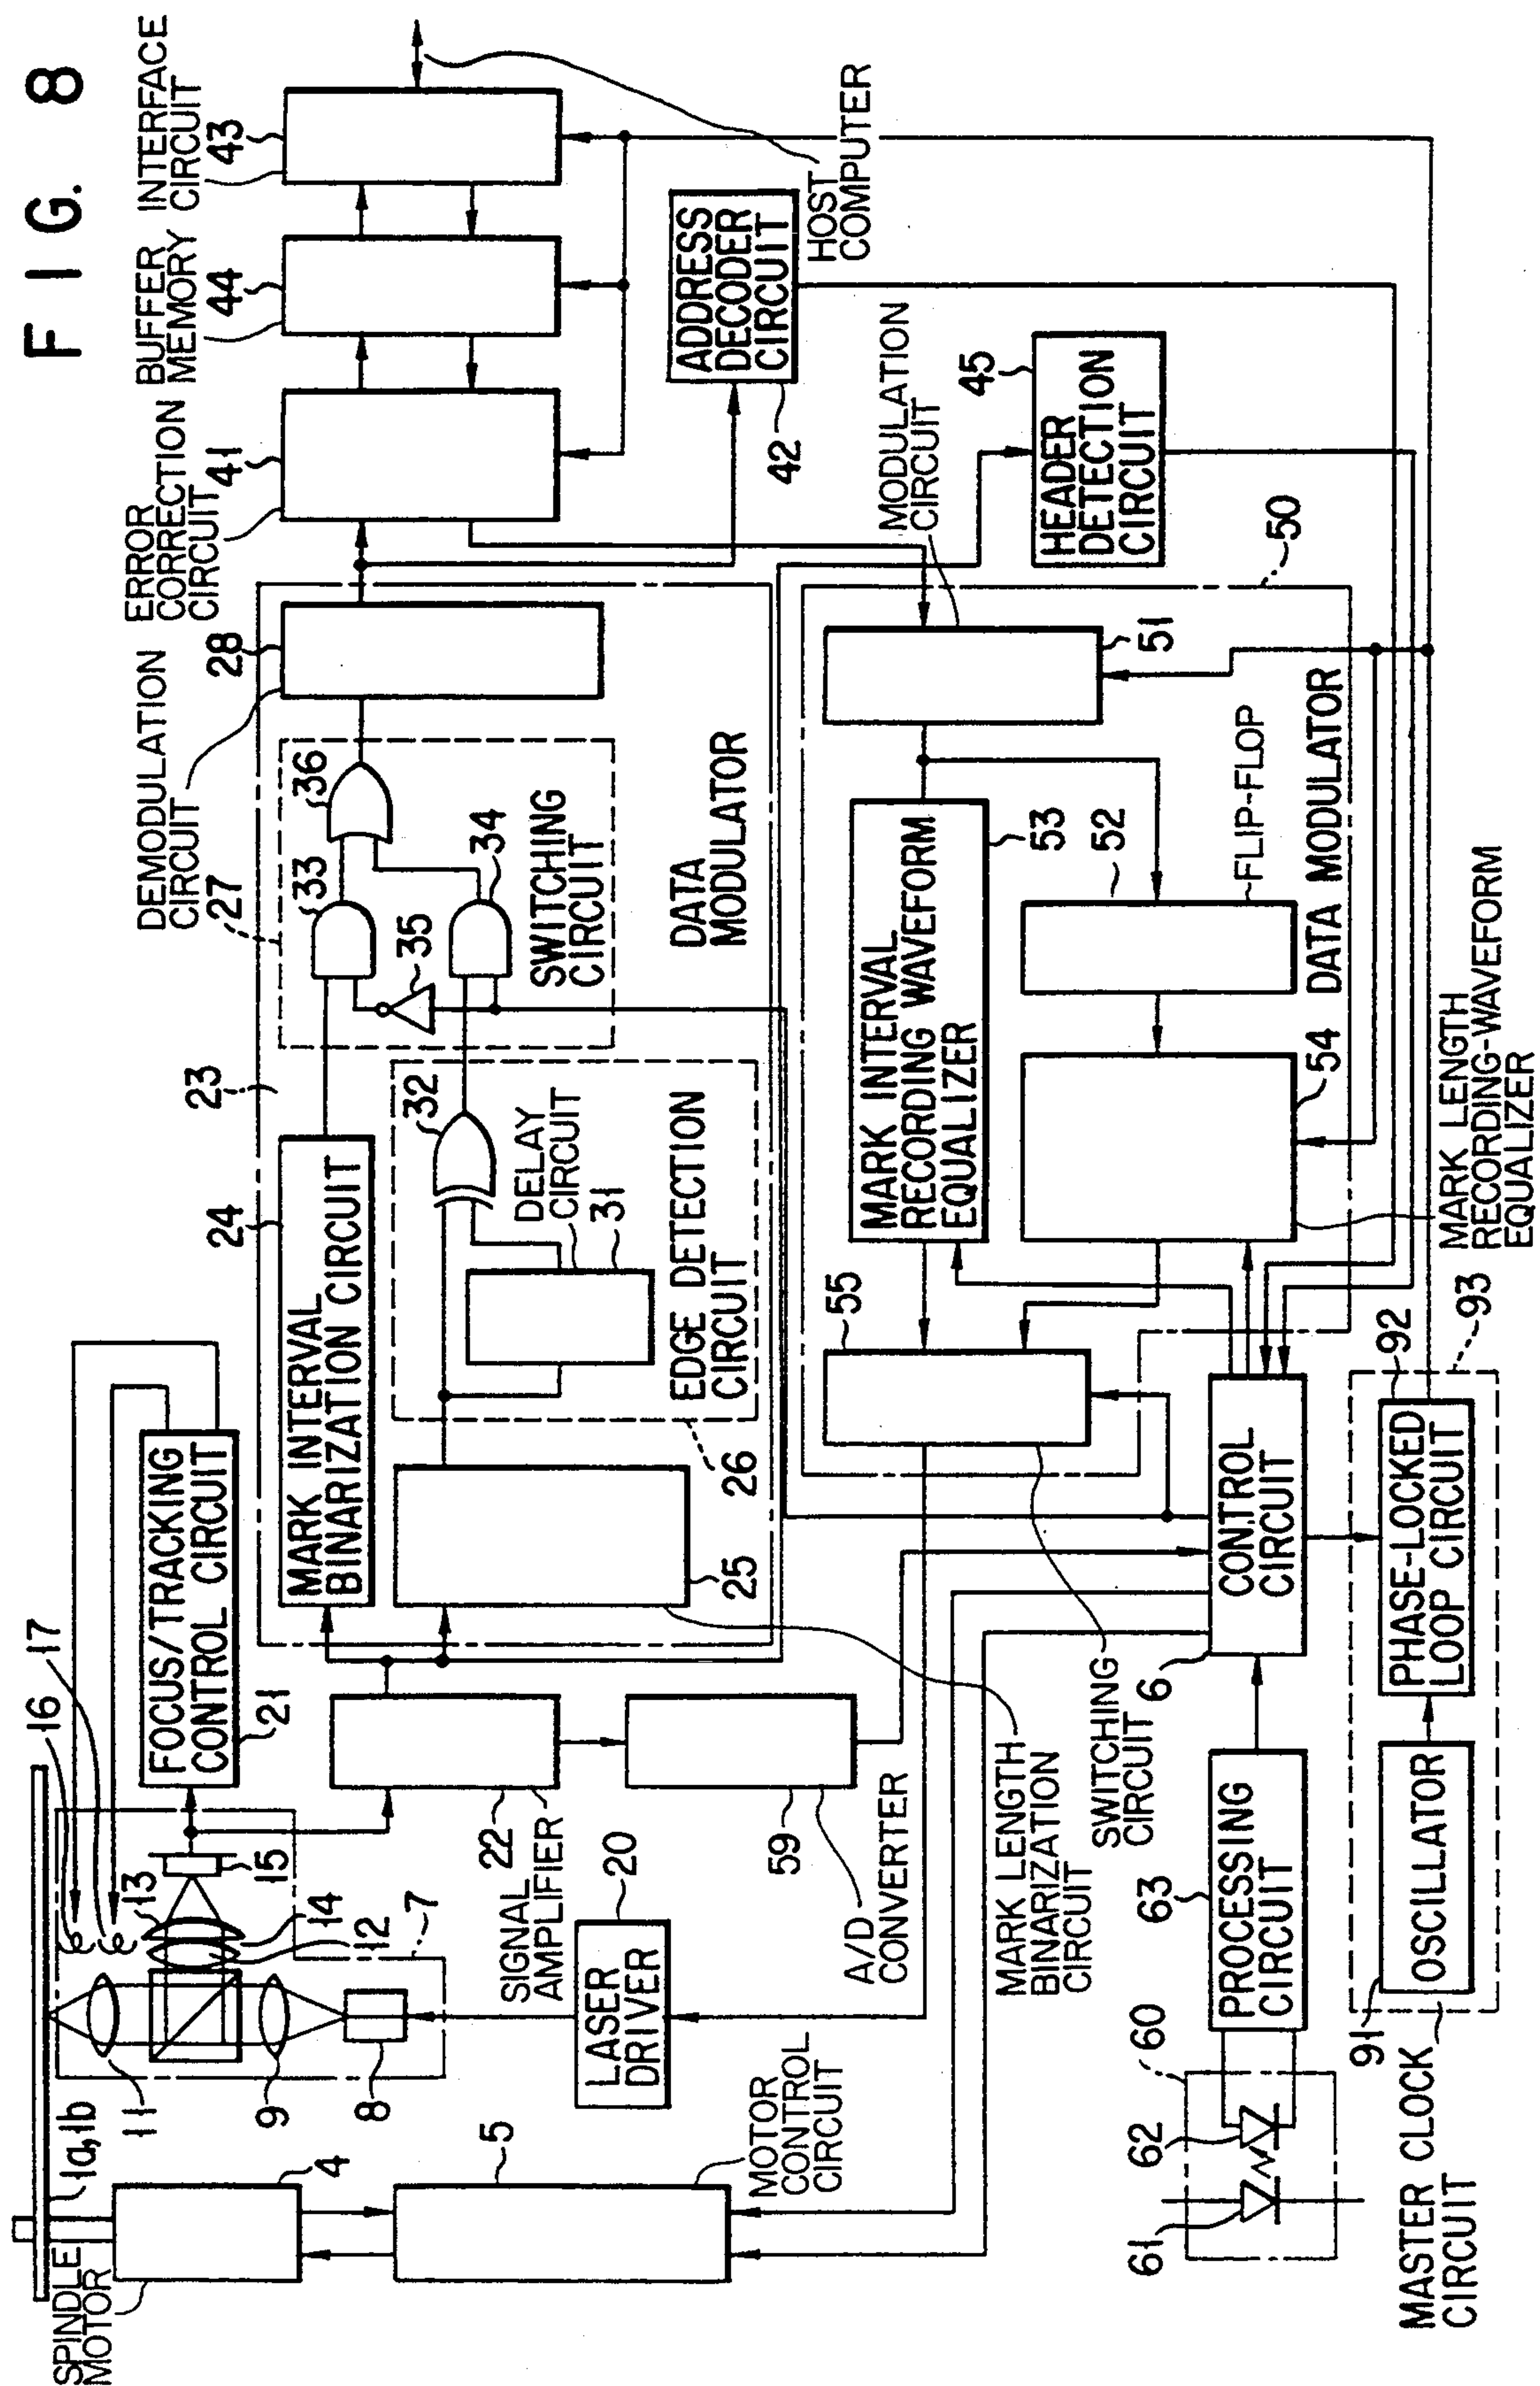 FIG. 8
SPINDLE
MOTOR
1a,1b
4
5
MOTOR
CONTROL
CIRCUIT
11
9
8
7
12
14
13
15
16
17
FOCUS/TRACKING
CONTROL CIRCUIT
21
22
SIGNAL
AMPLIFIER
LASER
DRIVER
20
59
A/D
CONVERTER
MARK INTERVAL
BINARIZATION CIRCUIT
24
23
25
MARK LENGTH
BINARIZATION
CIRCUIT
26
EDGE DETECTION
CIRCUIT
DELAY
CIRCUIT
31
32
33
34
35
36
SWITCHING
CIRCUIT
27
DEMODULATION
CIRCUIT
28
DATA
MODULATOR
ERROR
CORRECTION
CIRCUIT
41
BUFFER
MEMORY
44
INTERFACE
CIRCUIT
43
HOST
COMPUTER
ADDRESS
DECODER
CIRCUIT
42
HEADER
DETECTION
CIRCUIT
45
50
MODULATION
CIRCUIT
51
52
FLIP-FLOP
DATA MODULATOR
MARK INTERVAL
RECORDING WAVEFORM
EQUALIZER
53
54
MARK LENGTH
RECORDING-WAVEFORM
EQUALIZER
55
SWITCHING
CIRCUIT
CONTROL
CIRCUIT
6
PROCESSING
CIRCUIT
63
60
61
62
PHASE-LOCKED
LOOP CIRCUIT
92
93
OSCILLATOR
91
MASTER CLOCK
CIRCUIT